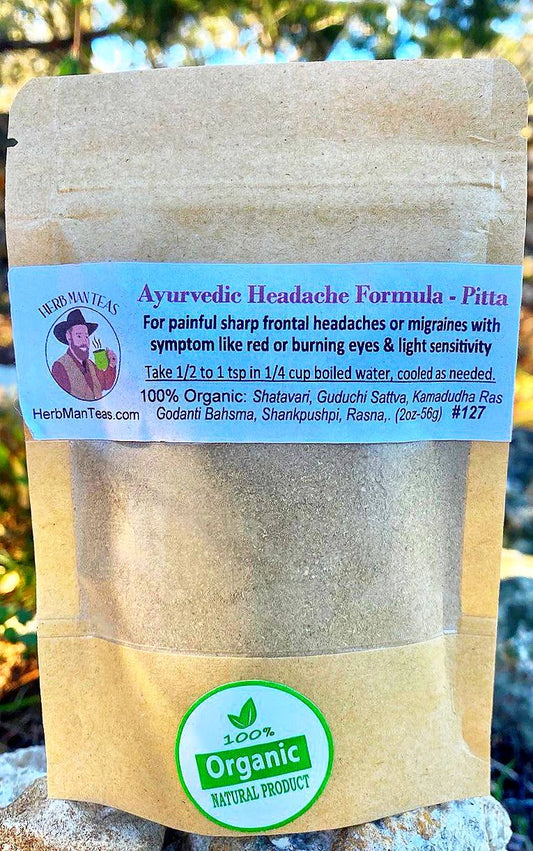 HERB MAN TEAS
HerbManTeas.com
Ayurvedic Headache Formula - Pitta
For painful sharp frontal headaches or migraines with
symptom like red or burning eyes & light sensitivity
Take 1/2 to 1 tsp in 1/4 cup boiled water, cooled as needed.
100% Organic: Shatavari, Guduchi Sattva, Kamadudha Ras
Godanti Bahsma, Shankpushpi, Rasna,. (2oz-56g) #127
100%
Organic
NATURAL PRODUCT